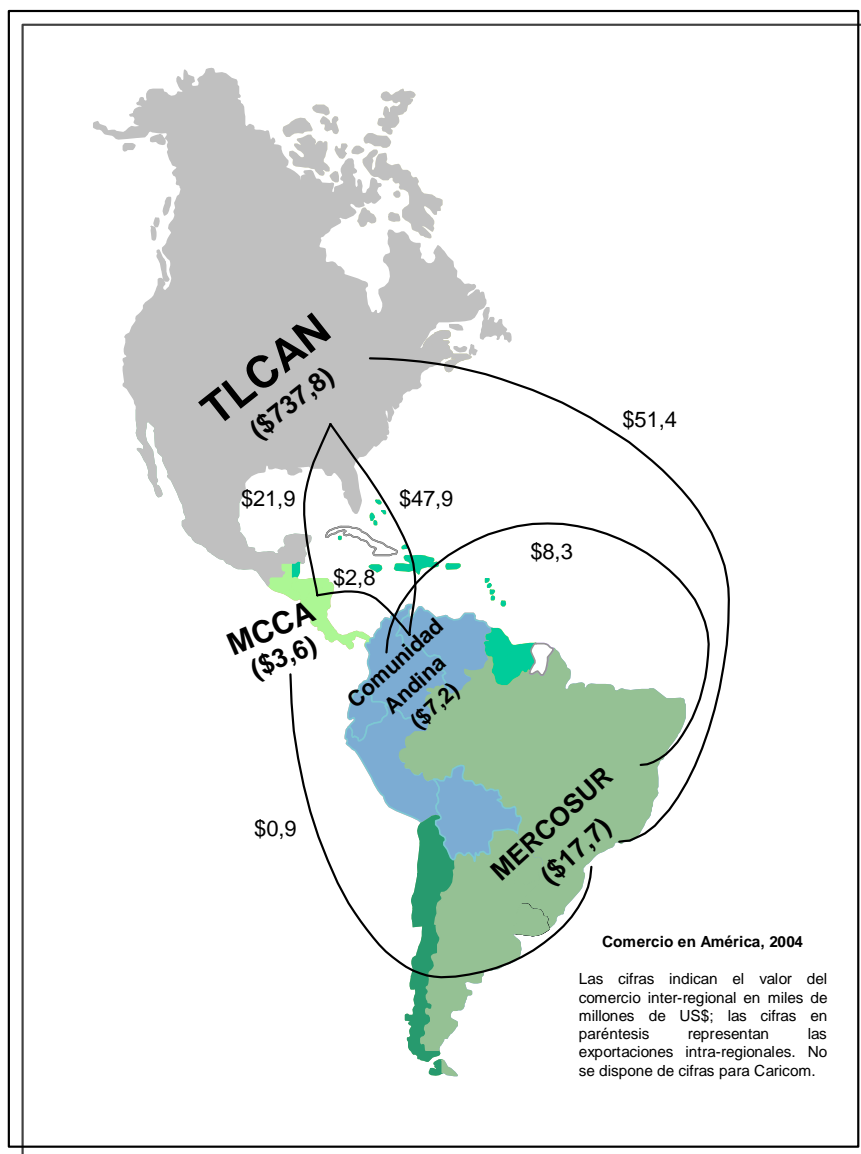 TLCAN
($737,8)
$51,4
$21,9
$47,9
$8,3
$2,8
MCCA
($3,6)
Comunidad
Andina
($7,2)
$0,9
MERCOSUR
($17,7)
Comercio en América, 2004
Las cifras indican el valor del
comercio inter-regional en miles de
millones de US$; las cifras en
paréntesis representan las
exportaciones intra-regionales. No
se dispone de cifras para Caricom.